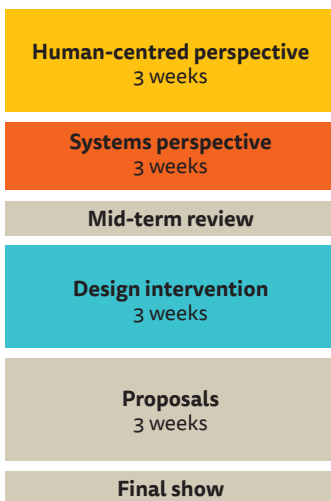 Human-centred perspective
3 weeks
Systems perspective
3 weeks
Mid-term review
Design intervention
3 weeks
Proposals
3 weeks
Final show